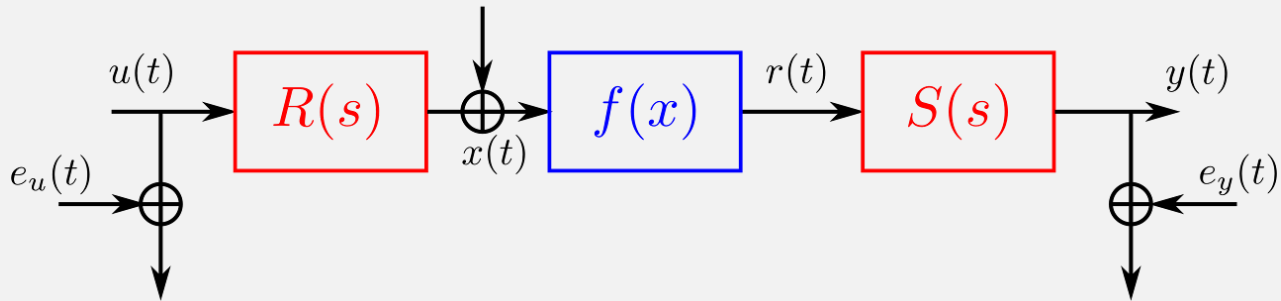 u(t)
R(s)
x(t)
f(x)
r(t)
S(s)
y(t)
e_u(t)
e_y(t)